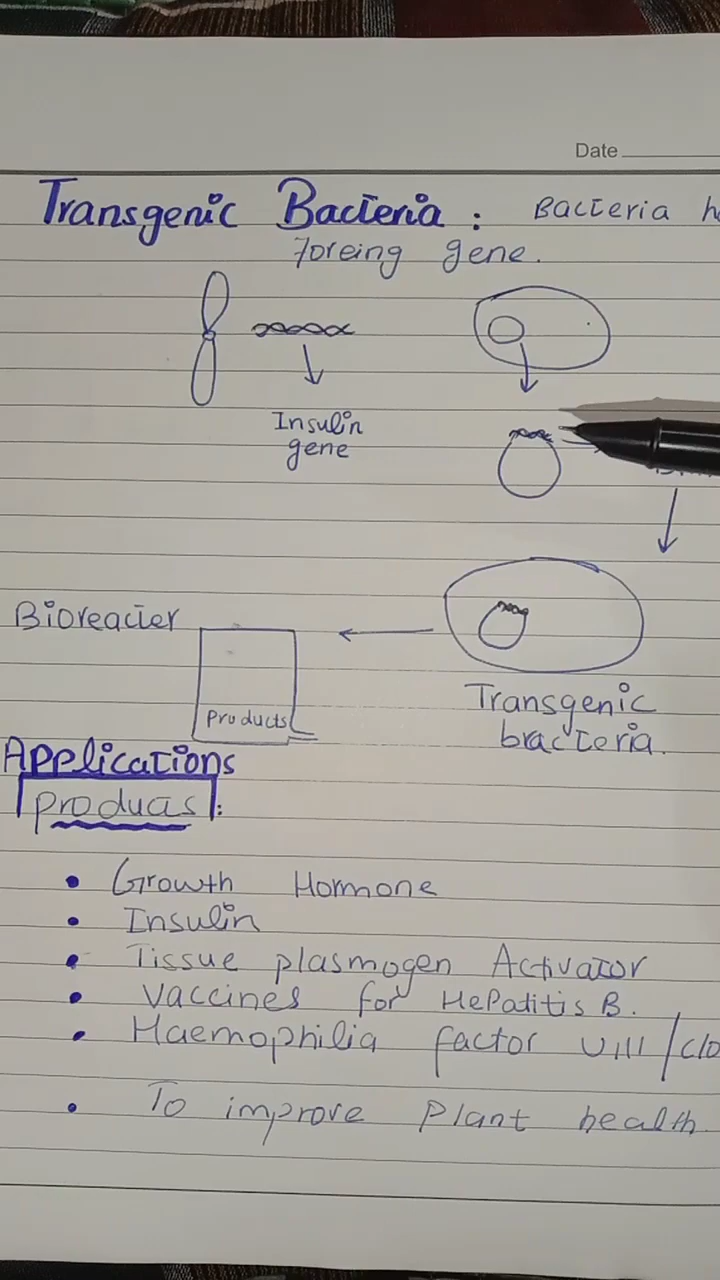 Date
Transgenic Bacteria : Bacteria
foreing gene.
Insulin
gene
Bioreacter
Products
Transgenic
bracteria.
Applications
products :
• Growth Hormone
• Insulin
• Tissue plasmogen Activator
• Vaccines for Hepatitis B.
• Haemophilia factor VIII /clo
• To improve Plant health.